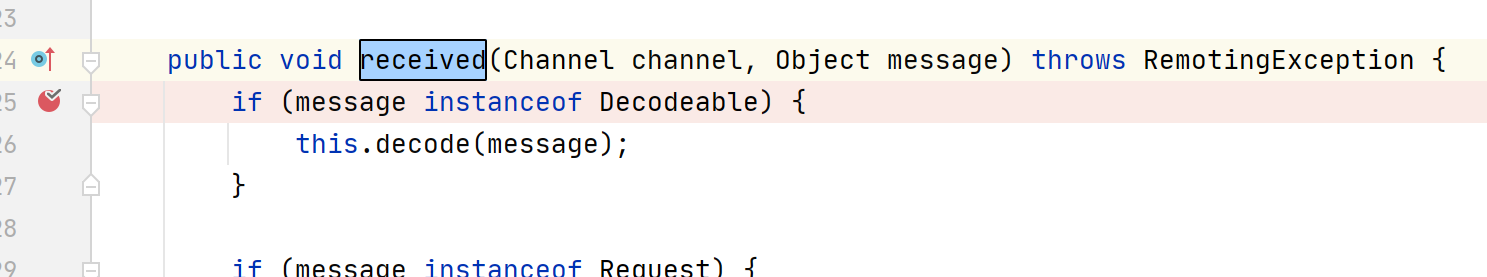 23
24 public void received(Channel channel, Object message) throws RemotingException {
25 if (message instanceof Decodeable) {
26 this.decode(message);
27 }
28
29 if (message instanceof Request) {